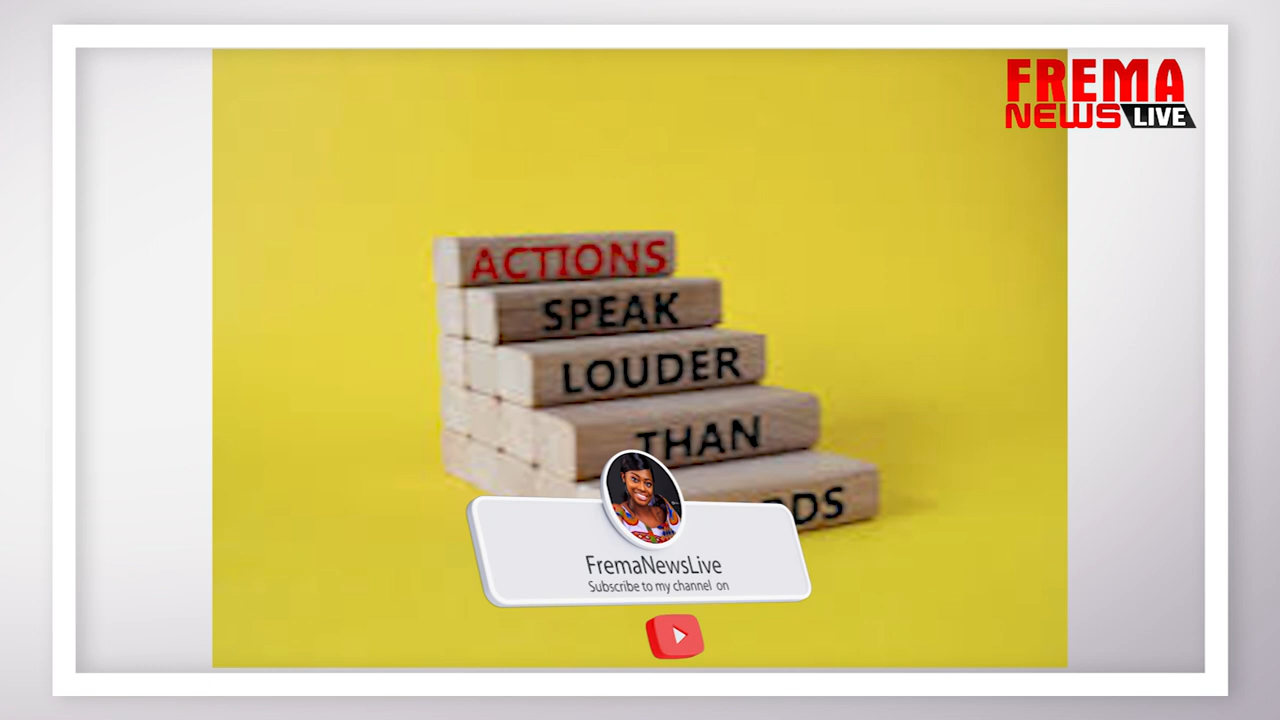 FREMA
NEWS LIVE
ACTIONS
SPEAK
LOUDER
THAN
FremaNewsLive
Subscribe to my channel on